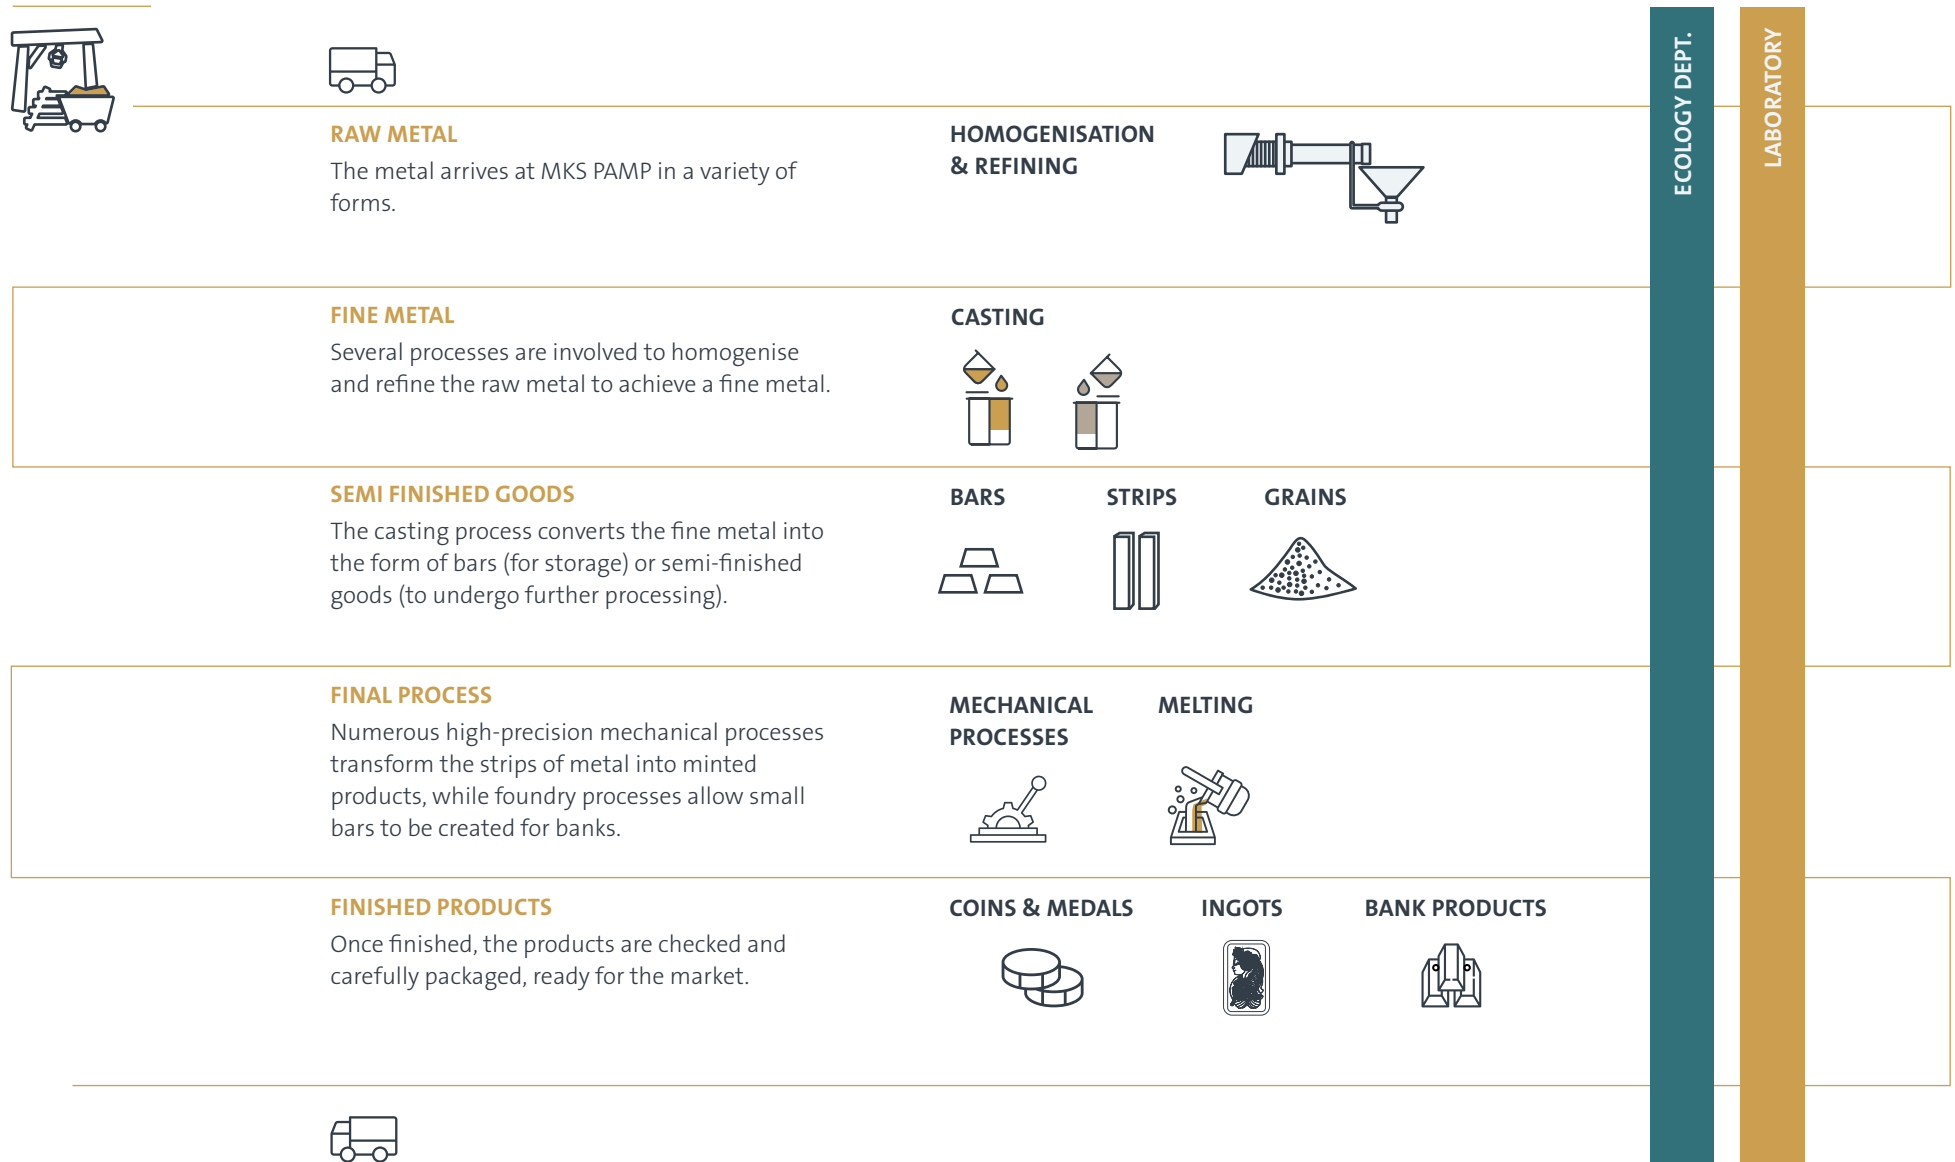 RAW METAL
The metal arrives at MKS PAMP in a variety of
forms.
HOMOGENISATION
& REFINING
FINE METAL
Several processes are involved to homogenise
and refine the raw metal to achieve a fine metal.
CASTING
SEMI FINISHED GOODS
The casting process converts the fine metal into
the form of bars (for storage) or semi-finished
goods (to undergo further processing).
BARS
STRIPS
GRAINS
FINAL PROCESS
Numerous high-precision mechanical processes
transform the strips of metal into minted
products, while foundry processes allow small
bars to be created for banks.
MECHANICAL
PROCESSES
MELTING
FINISHED PRODUCTS
Once finished, the products are checked and
carefully packaged, ready for the market.
COINS & MEDALS
INGOTS
BANK PRODUCTS
ECOLOGY DEPT.
LABORATORY